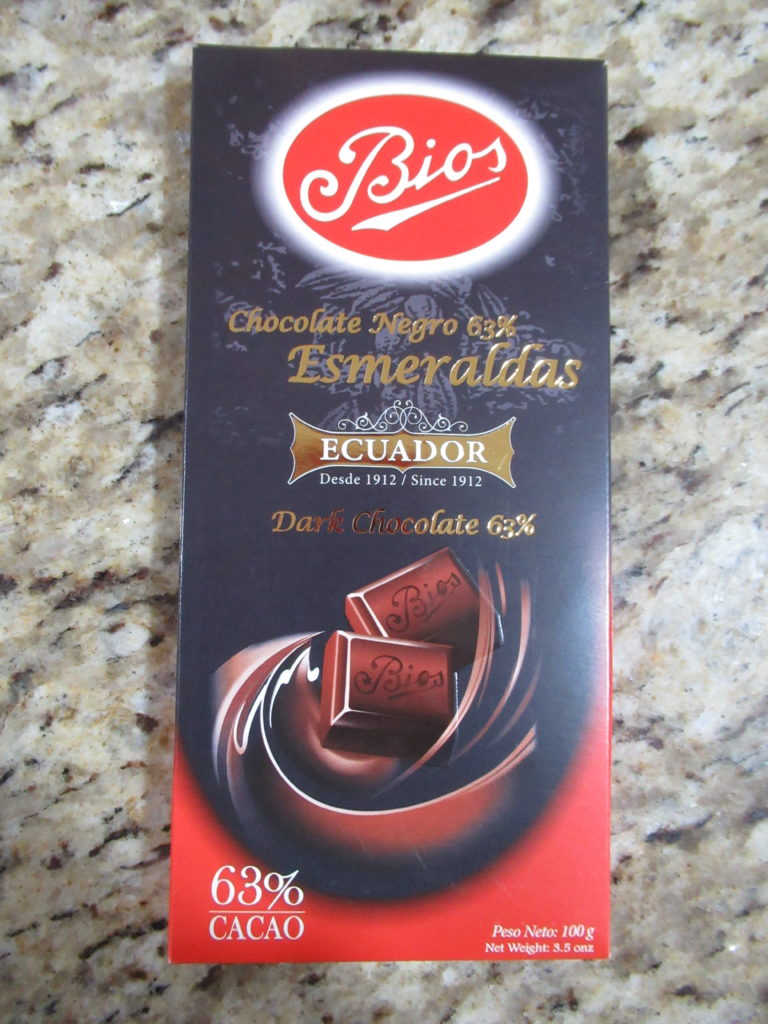 Bios
Chocolate Negro 63%
Esmeraldas
ECUADOR
Desde 1912 / Since 1912
Dark Chocolate 63%
Bios
Bios
63%
CACAO
Peso Neto: 100 g
Net Weight: 3.5 onz